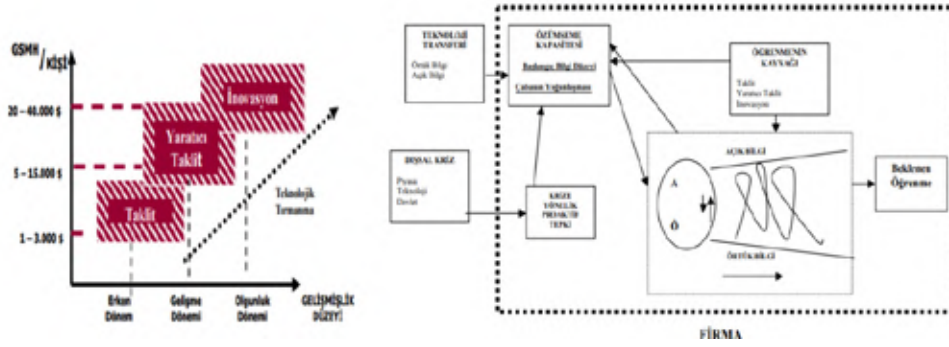 GSMH
/KİŞİ
20 – 40.000 $
5 – 15.000 $
1 – 3.000 $
İnovasyon
Yaratıcı
Taklit
Taklit
Teknolojik
Tırmanma
Erken
Dönem
Gelişme
Dönemi
Olgunluk
Dönemi
GELİŞMİŞLİK
DÜZEYİ
TEKNOLOJİ
TRANSFERİ
Örtük Bilgi
Açık Bilgi
ÖZÜMSEME
KAPASİTESİ
Bilgi Düzeyi
Çabanın Yoğunlaşması
ÖĞRENMENİN
KAYNAĞI
Taklit
Yaratıcı Taklit
İnovasyon
DIŞSAL KRİZ
Piyasa
Teknoloji
Devlet
KRİZE
YÖNELİK
PROAKTİF
TEPKİ
AÇIK BİLGİ
A
Ö
ÖRTÜK BİLGİ
Beklenen
Öğrenme
FİRMA